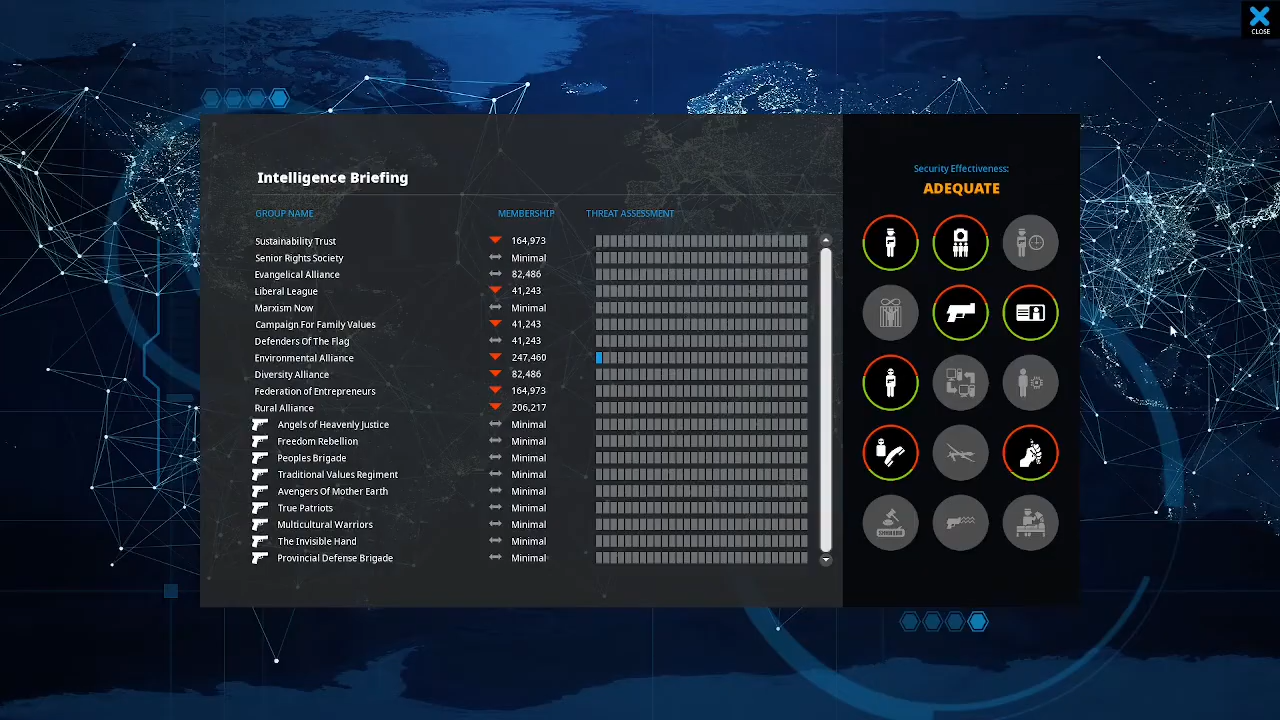 CLOSE
Intelligence Briefing
Security Effectiveness:
ADEQUATE
GROUP NAME MEMBERSHIP THREAT ASSESSMENT
Sustainability Trust 164,973
Senior Rights Society Minimal
Evangelical Alliance 82,486
Liberal League 41,243
Marxism Now Minimal
Campaign For Family Values 41,243
Defenders Of The Flag 41,243
Environmental Alliance 247,460
Diversity Alliance 82,486
Federation of Entrepreneurs 164,973
Rural Alliance 206,217
Angels of Heavenly Justice Minimal
Freedom Rebellion Minimal
Peoples Brigade Minimal
Traditional Values Regiment Minimal
Avengers Of Mother Earth Minimal
True Patriots Minimal
Multicultural Warriors Minimal
The Invisible Hand Minimal
Provincial Defense Brigade Minimal